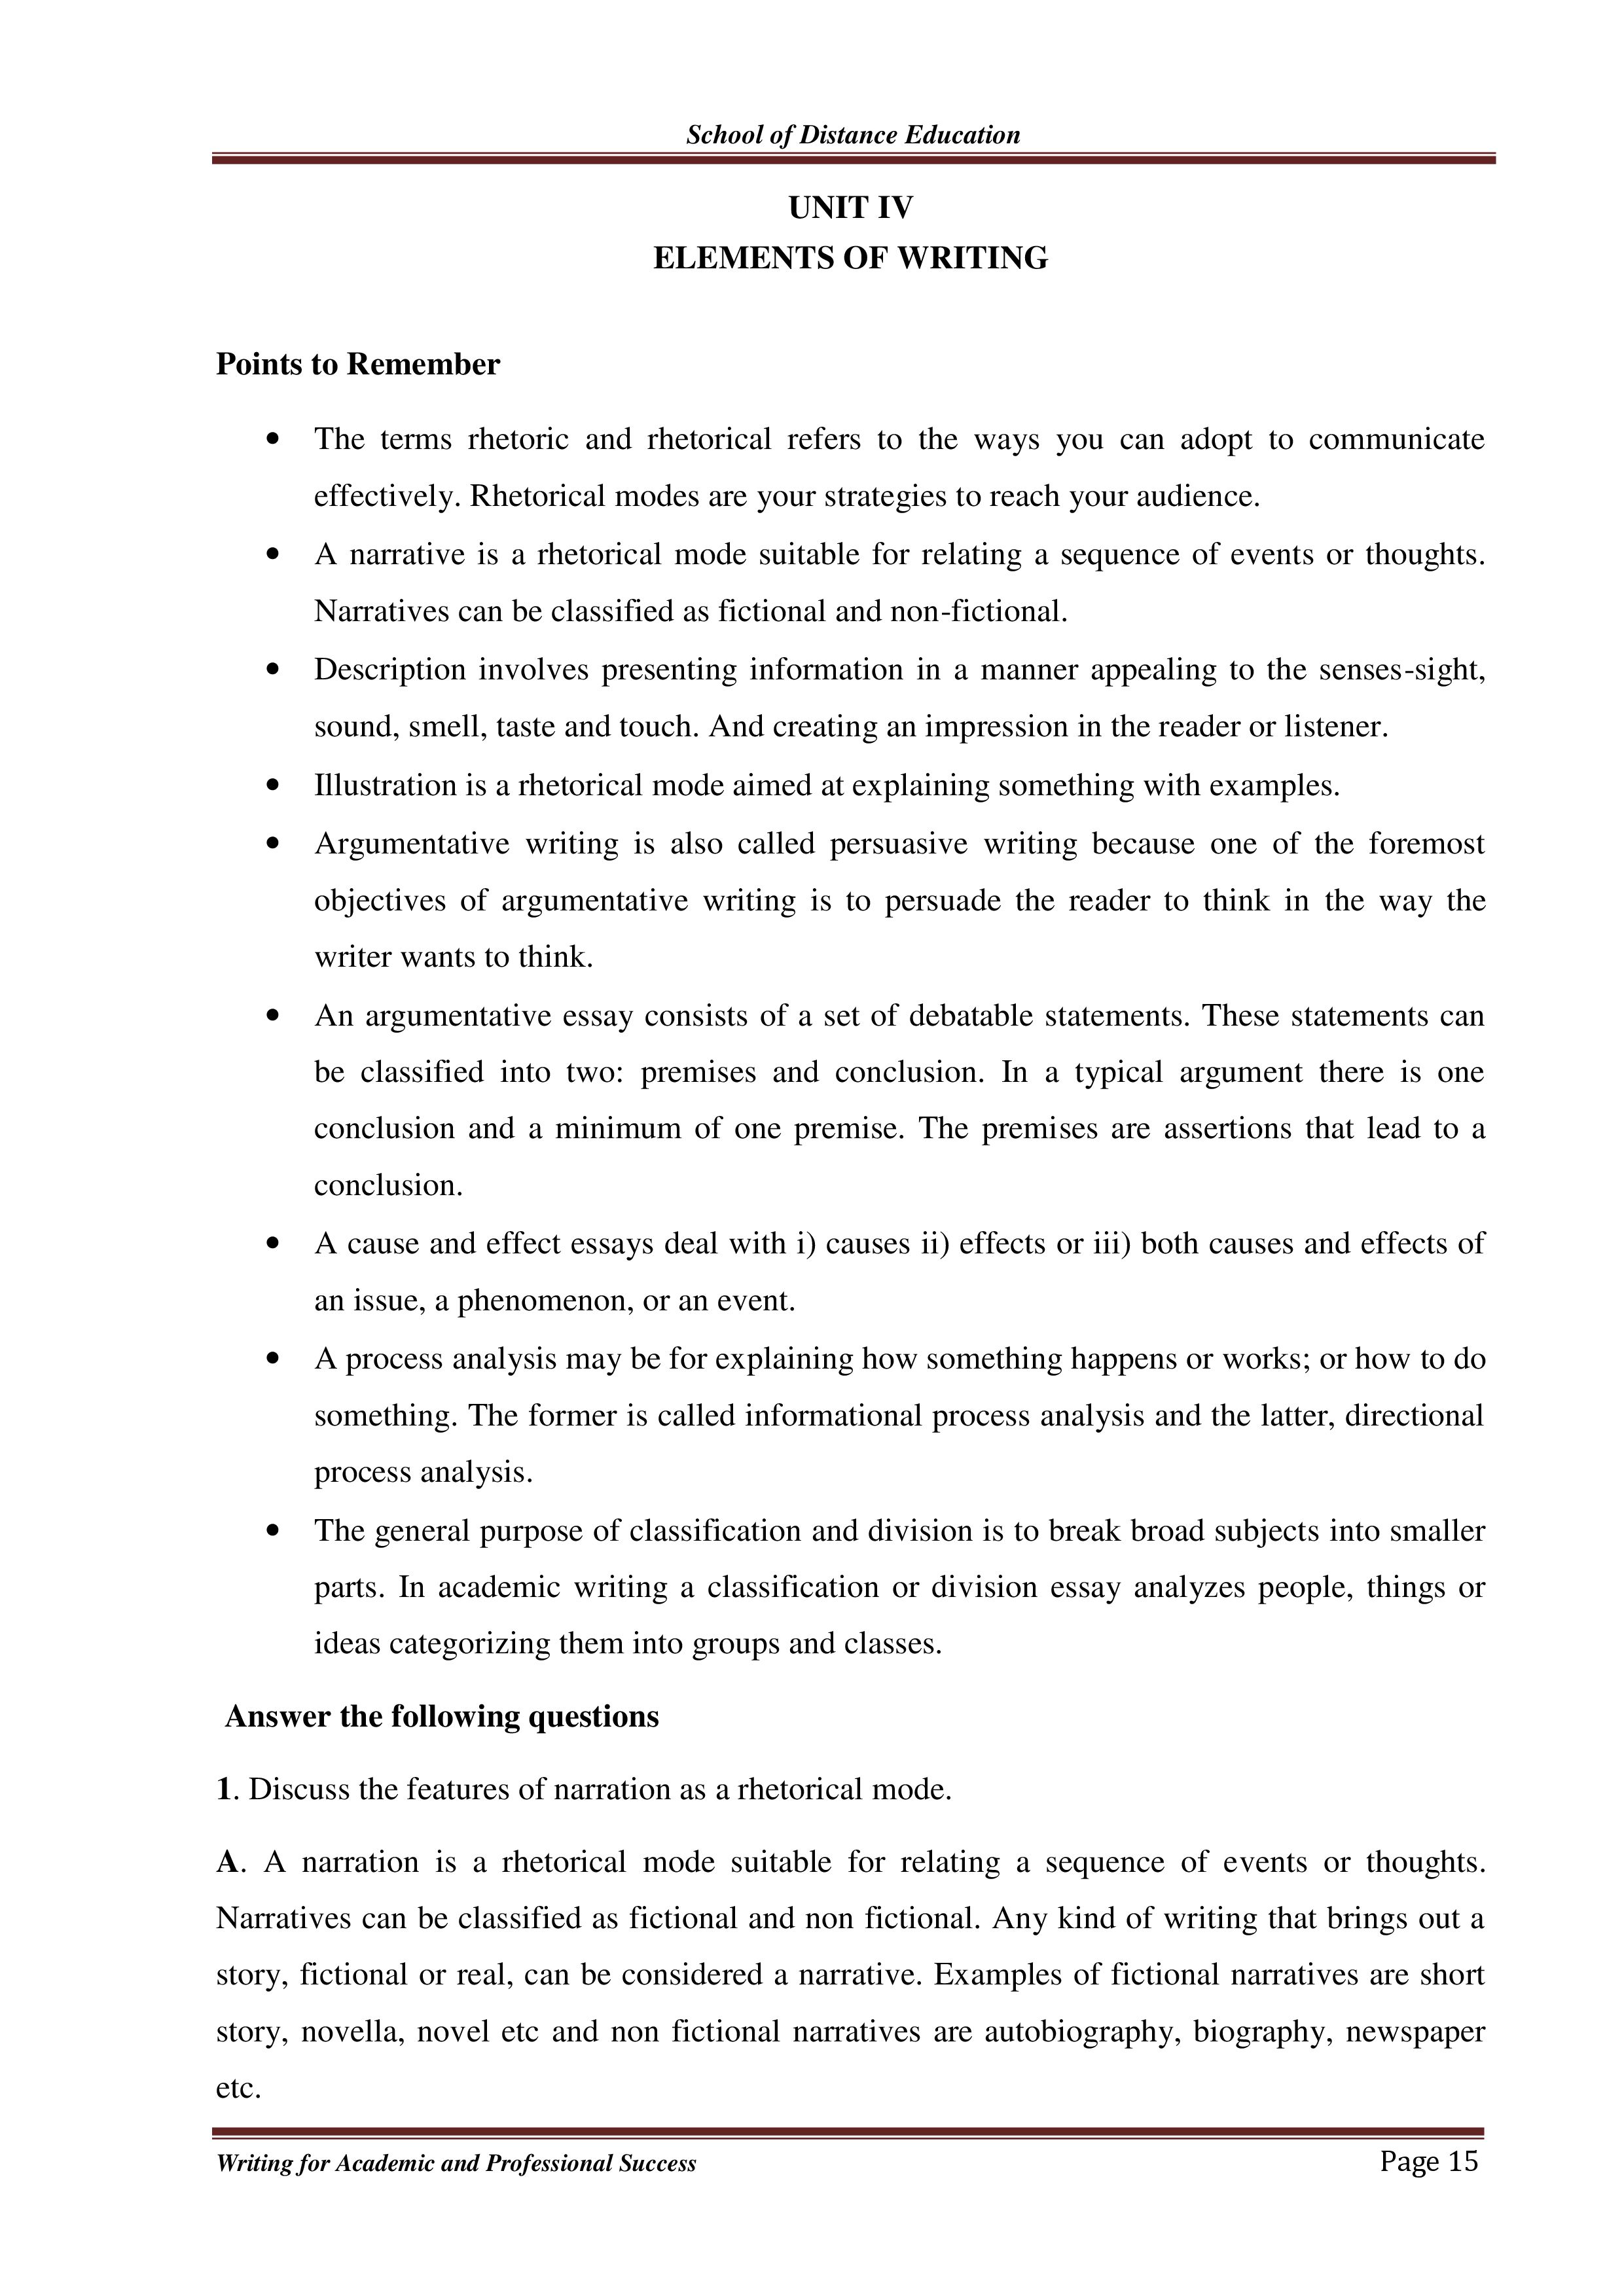 School of Distance Education
UNIT IV
ELEMENTS OF WRITING
Points to Remember
• The terms rhetoric and rhetorical refers to the ways you can adopt to communicate
effectively. Rhetorical modes are your strategies to reach your audience.
• A narrative is a rhetorical mode suitable for relating a sequence of events or thoughts.
Narratives can be classified as fictional and non-fictional.
• Description involves presenting information in a manner appealing to the senses-sight,
sound, smell, taste and touch. And creating an impression in the reader or listener.
• Illustration is a rhetorical mode aimed at explaining something with examples.
• Argumentative writing is also called persuasive writing because one of the foremost
objectives of argumentative writing is to persuade the reader to think in the way the
writer wants to think.
• An argumentative essay consists of a set of debatable statements. These statements can
be classified into two: premises and conclusion. In a typical argument there is one
conclusion and a minimum of one premise. The premises are assertions that lead to a
conclusion.
• A cause and effect essays deal with i) causes ii) effects or iii) both causes and effects of
an issue, a phenomenon, or an event.
• A process analysis may be for explaining how something happens or works; or how to do
something. The former is called informational process analysis and the latter, directional
process analysis.
• The general purpose of classification and division is to break broad subjects into smaller
parts. In academic writing a classification or division essay analyzes people, things or
ideas categorizing them into groups and classes.
Answer the following questions
1. Discuss the features of narration as a rhetorical mode.
A. A narration is a rhetorical mode suitable for relating a sequence of events or thoughts.
Narratives can be classified as fictional and non fictional. Any kind of writing that brings out a
story, fictional or real, can be considered a narrative. Examples of fictional narratives are short
story, novella, novel etc and non fictional narratives are autobiography, biography, newspaper
etc.
Writing for Academic and Professional Success Page 15